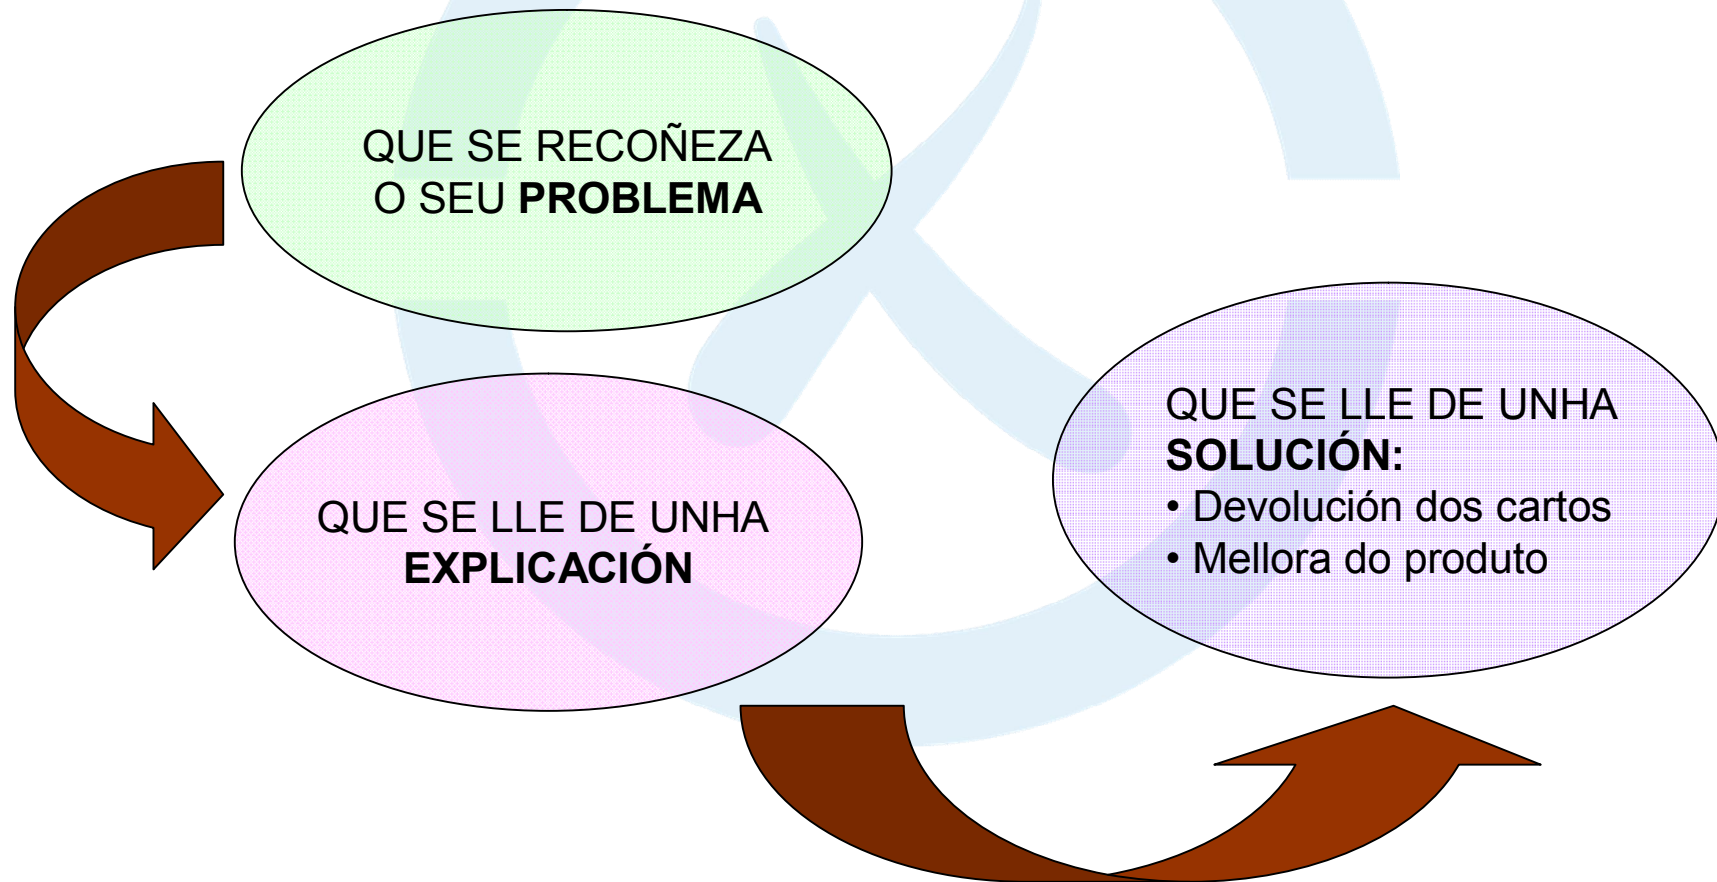 QUE SE RECOÑEZA
O SEU PROBLEMA
QUE SE LLE DE UNHA
EXPLICACIÓN
QUE SE LLE DE UNHA
SOLUCIÓN:
• Devolución dos cartos
• Mellora do produto